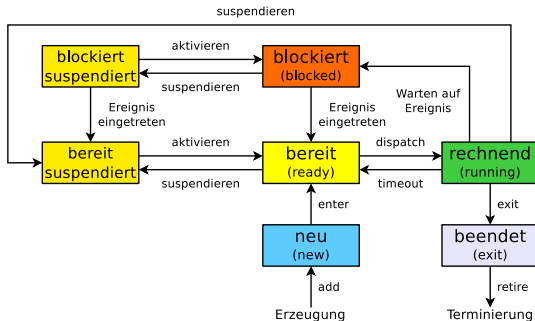 suspendieren
blockiert
suspendiert
aktivieren
suspendieren
blockiert
(blocked)
Warten auf
Ereignis
Ereignis
eingetreten
Ereignis
eingetreten
bereit
suspendiert
aktivieren
suspendieren
bereit
(ready)
dispatch
timeout
rechnend
(running)
enter
exit
neu
(new)
beendet
(exit)
add
retire
Erzeugung
Terminierung